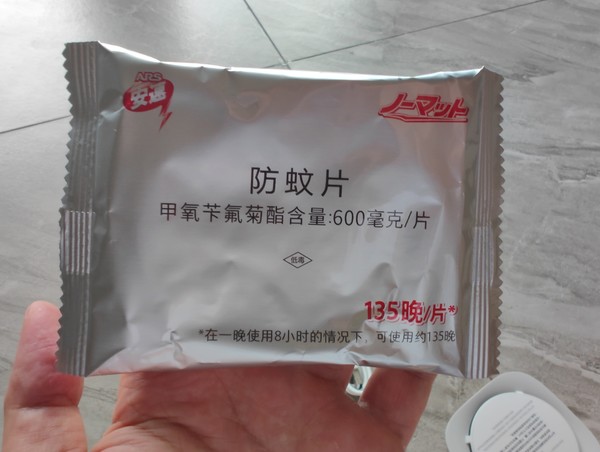 ARS
安速
ノーマット
防蚊片
甲氧苄氟菊酯含量:600毫克/片
低毒
135晚/片*
*在一晚使用8小时的情况下,可使用约135晚